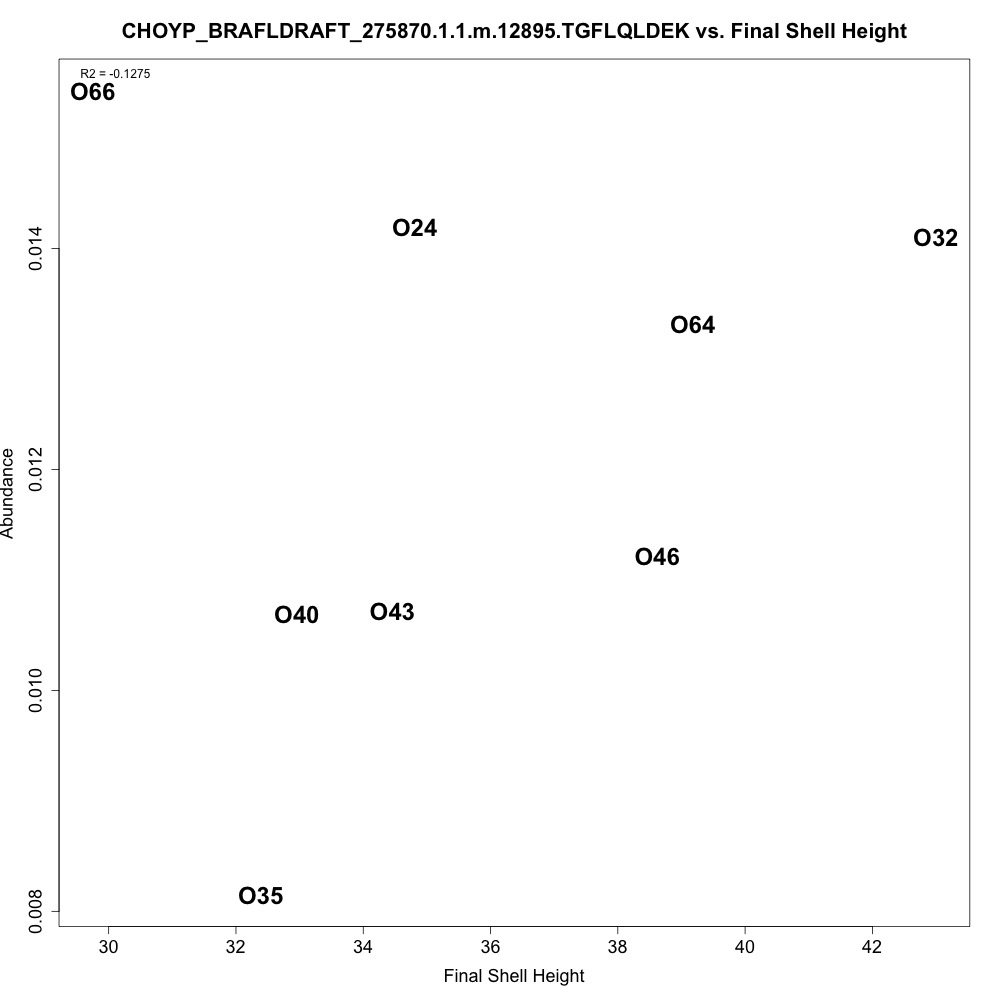 CHOYP_BRAFLDRAFT_275870.1.1.m.12895.TGFLQLDEK vs. Final Shell Height
R2 = -0.1275
O66
O24
O32
O64
O46
O40
O43
O35
Abundance
0.014
0.012
0.010
0.008
30 32 34 36 38 40 42
Final Shell Height